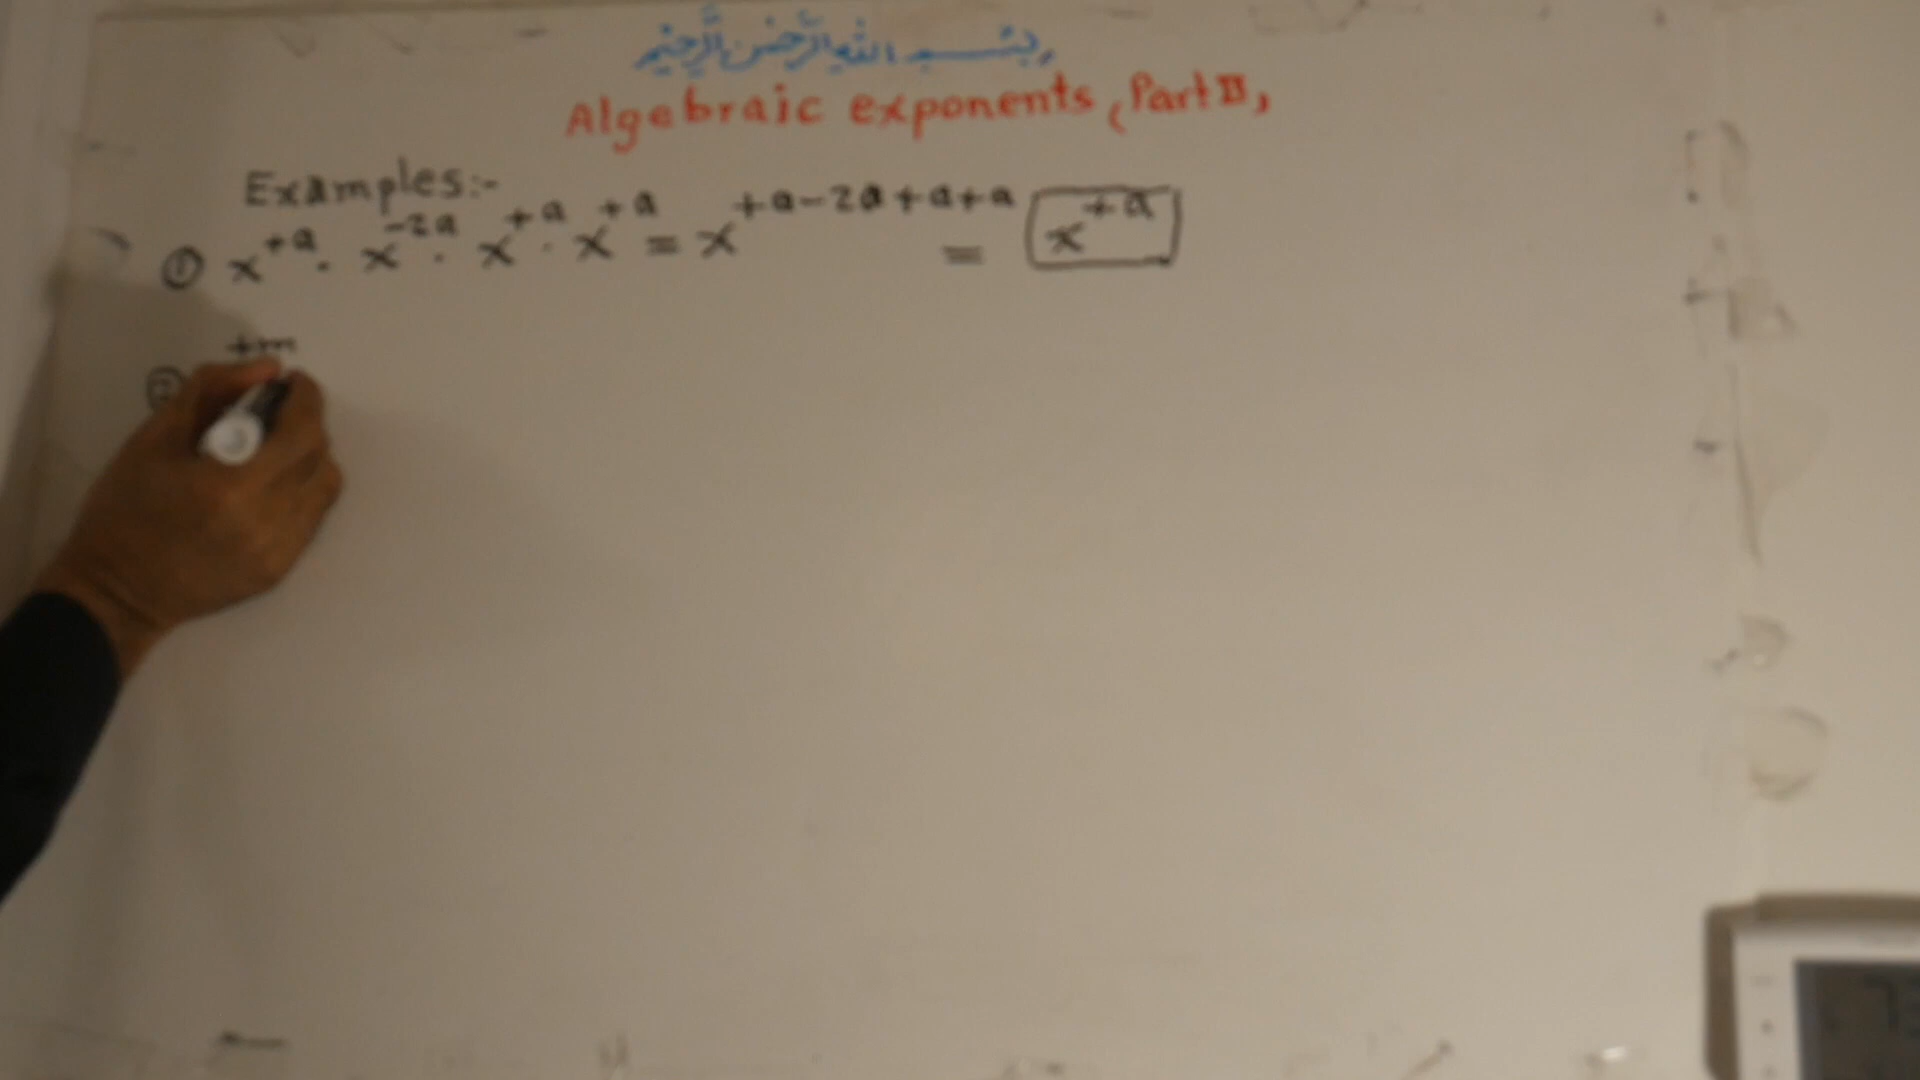 بسم الله الرحمن الرحيم
Algebraic exponents, Part II,
Examples:-
① x^{+a} · x^{-2a} · x^{+a} · x^{+a} = x^{+a-2a+a+a} = x^{+a}
② +m